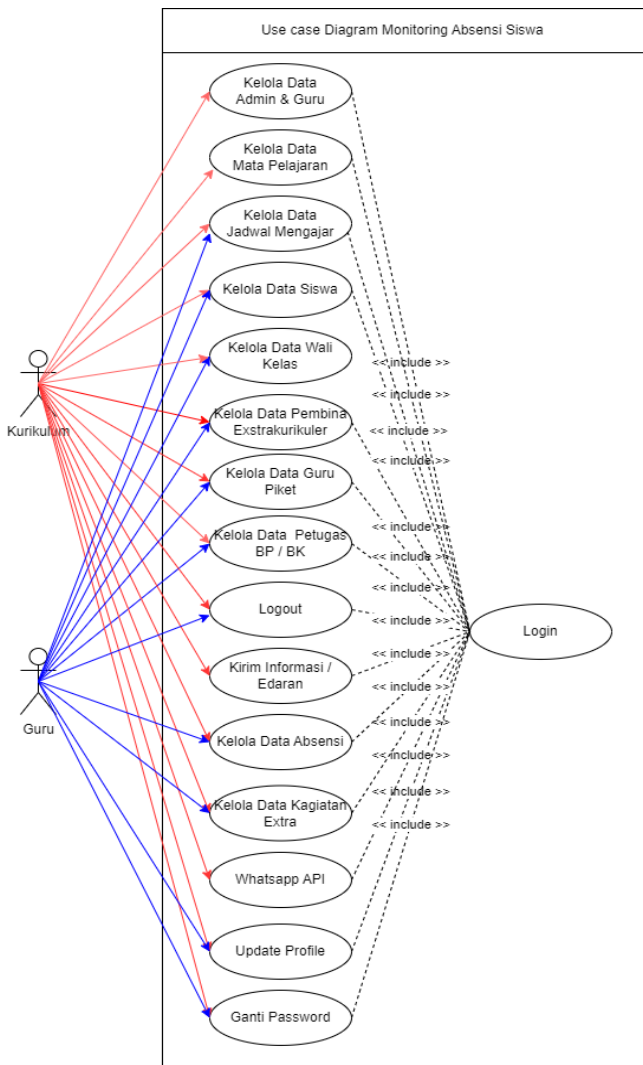 Use case Diagram Monitoring Absensi Siswa
Kelola Data
Admin & Guru
Kelola Data
Mata Pelajaran
Kelola Data
Jadwal Mengajar
Kelola Data Siswa
Kelola Data Wali
Kelas
Kelola Data Pembina
Exstrakurikuler
Kelola Data Guru
Piket
Kelola Data Petugas
BP / BK
Logout
Kirim Informasi /
Edaran
Kelola Data Absensi
Kelola Data Kagiatan
Extra
Whatsapp API
Update Profile
Ganti Password
Kurikulum
Guru
<< include >>
<< include >>
<< include >>
<< include >>
<< include >>
<< include >>
<< include >>
<< include >>
<< include >>
<< include >>
<< include >>
<< include >>
<< include >>
<< include >>
Login